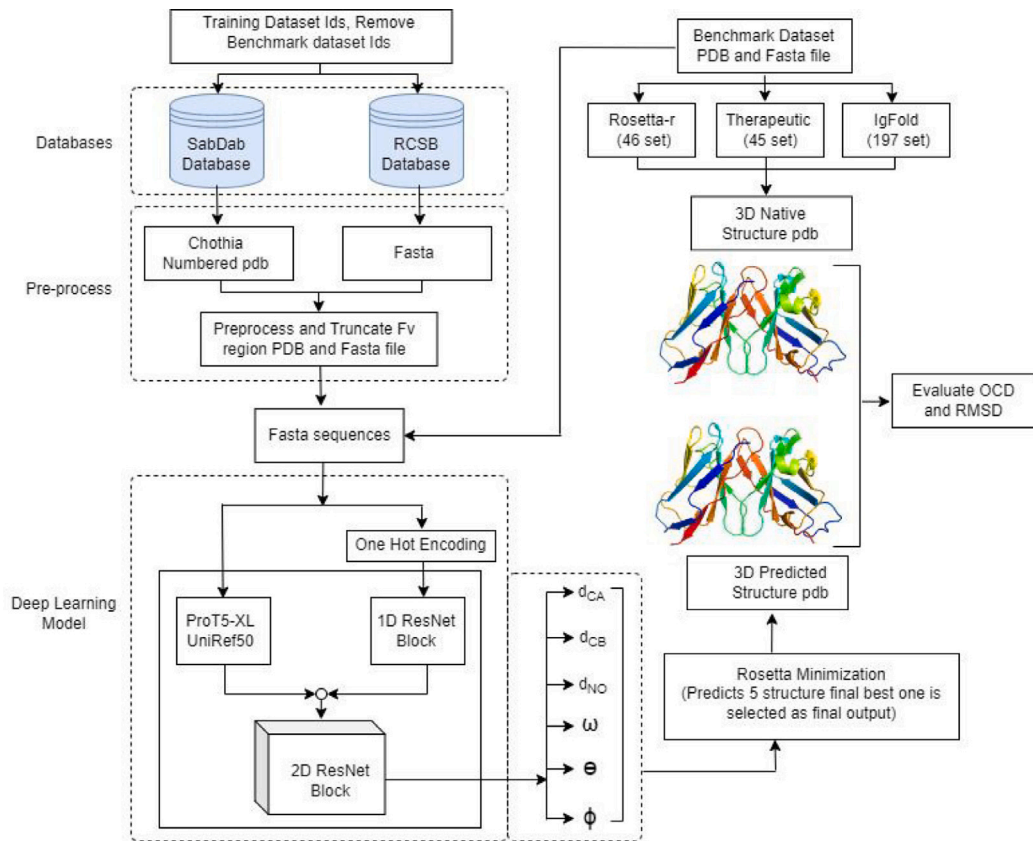 Training Dataset Ids, Remove
Benchmark dataset Ids
Databases
SabDab
Database
RCSB
Database
Pre-process
Chothia
Numbered pdb
Fasta
Preprocess and Truncate Fv
region PDB and Fasta file
Fasta sequences
Deep Learning
Model
One Hot Encoding
ProT5-XL
UniRef50
1D ResNet
Block
2D ResNet
Block
dCA
dCB
dNO
ω
ө
ϕ
Benchmark Dataset
PDB and Fasta file
Rosetta-r
(46 set)
Therapeutic
(45 set)
IgFold
(197 set)
3D Native
Structure pdb
Evaluate OCD
and RMSD
3D Predicted
Structure pdb
Rosetta Minimization
(Predicts 5 structure final best one is
selected as final output)